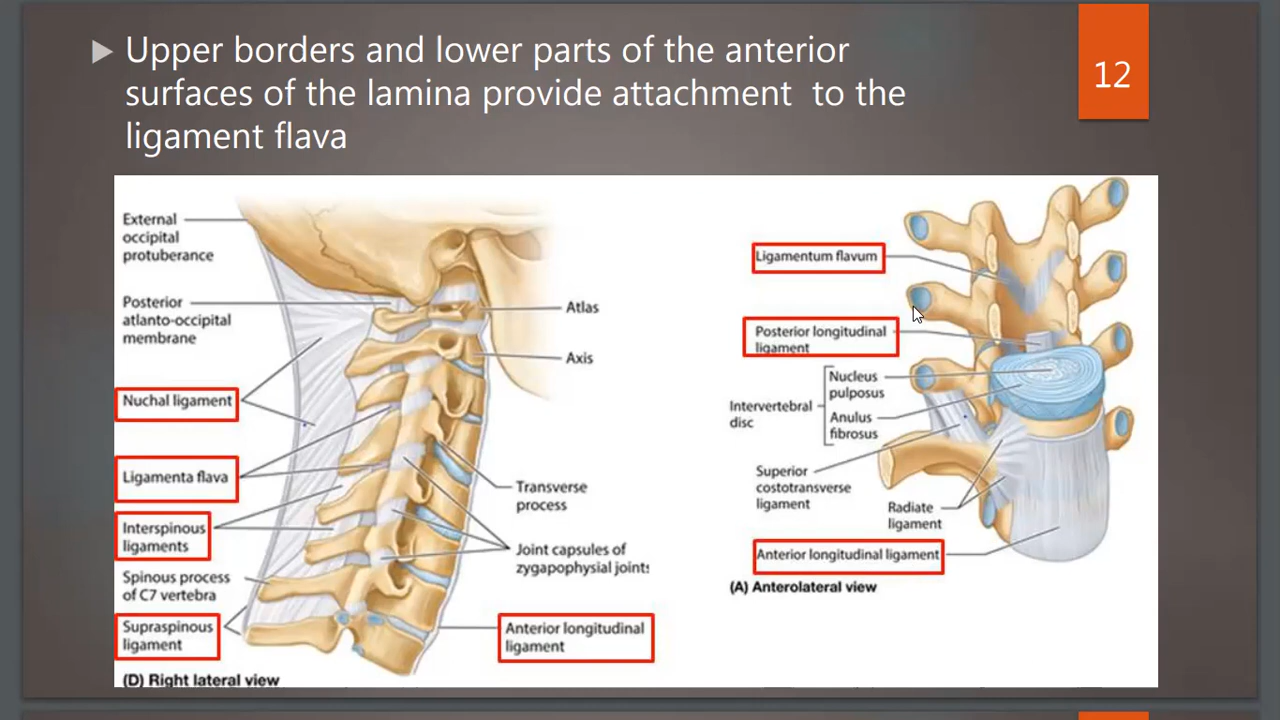 Upper borders and lower parts of the anterior
surfaces of the lamina provide attachment to the
ligament flava
12
External
occipital
protuberance
Posterior
atlanto-occipital
membrane
Nuchal ligament
Ligamenta flava
Interspinous
ligaments
Spinous process
of C7 vertebra
Supraspinous
ligament
(D) Right lateral view
Atlas
Axis
Transverse
process
Joint capsules of
zygapophysial joints
Anterior longitudinal
ligament
Ligamentum flavum
Posterior longitudinal
ligament
Nucleus
pulposus
Intervertebral
disc
Anulus
fibrosus
Superior
costotransverse
ligament
Radiate
ligament
Anterior longitudinal ligament
(A) Anterolateral view